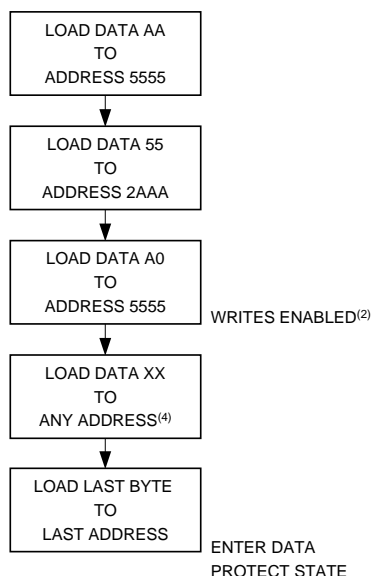 LOAD DATA AA
TO
ADDRESS 5555
LOAD DATA 55
TO
ADDRESS 2AAA
LOAD DATA A0
TO
ADDRESS 5555
WRITES ENABLED(2)
LOAD DATA XX
TO
ANY ADDRESS(4)
LOAD LAST BYTE
TO
LAST ADDRESS
ENTER DATA
PROTECT STATE